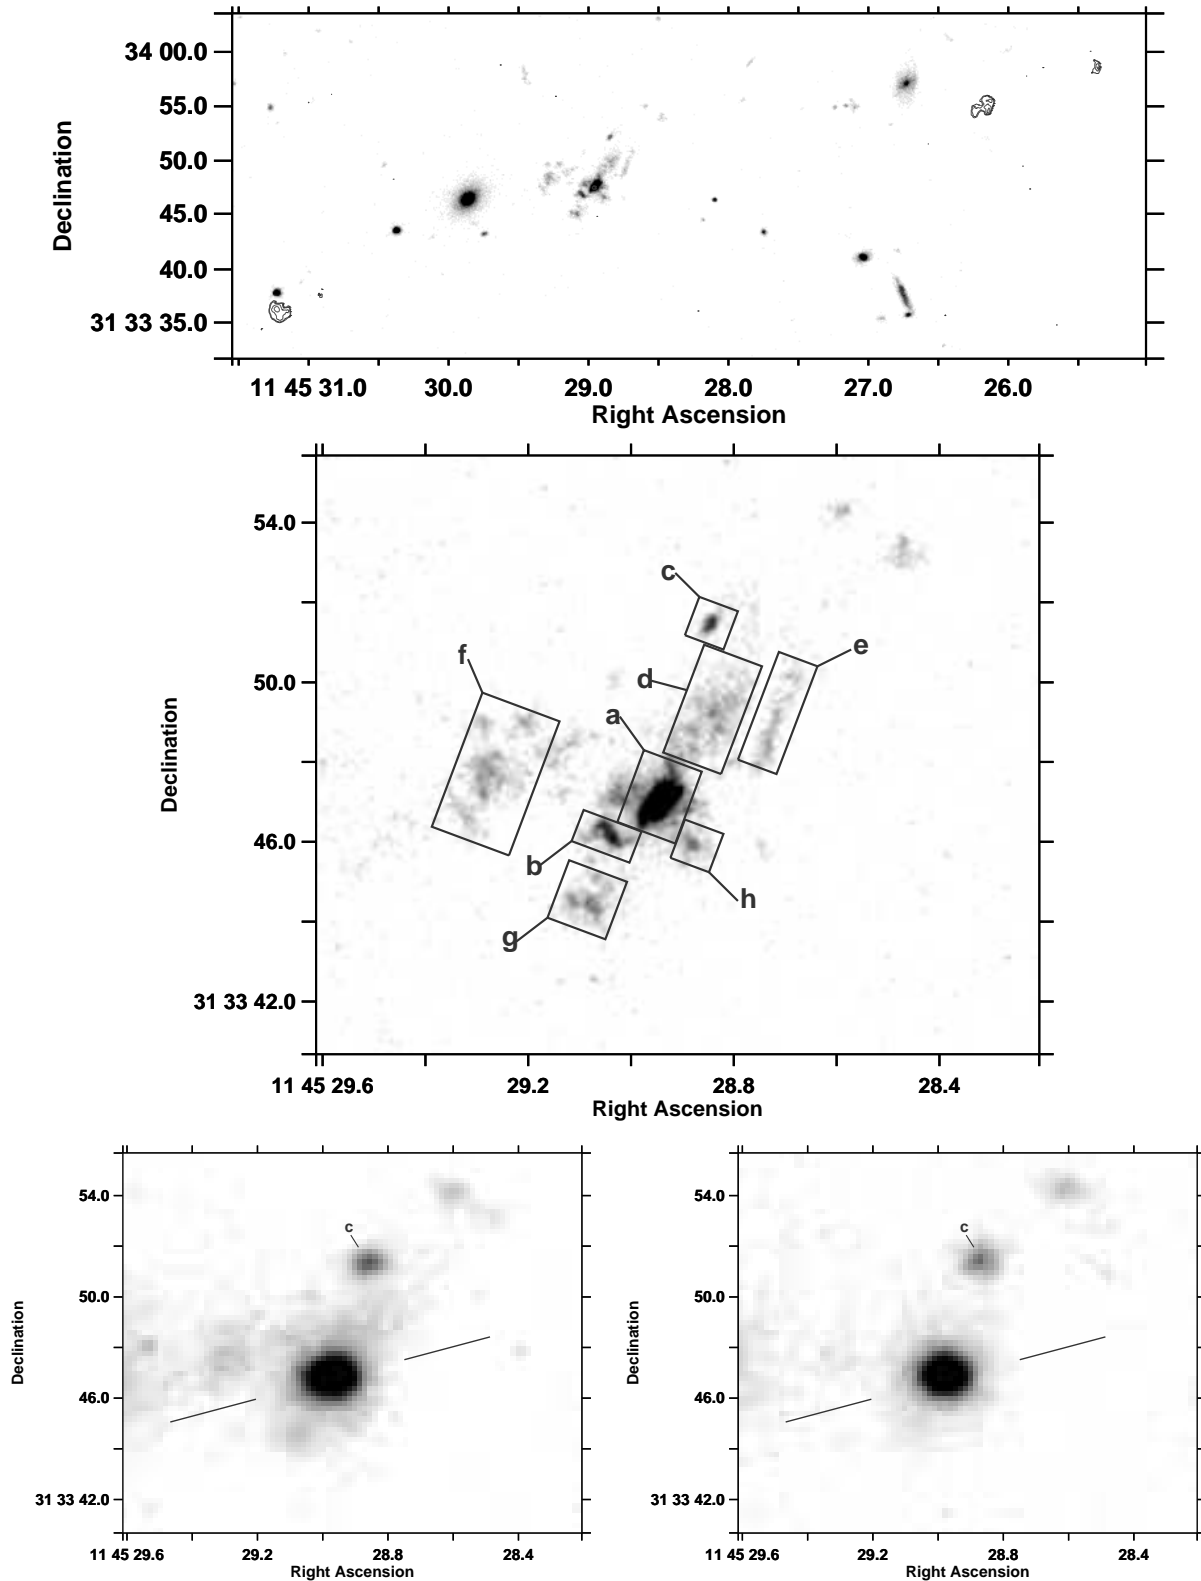 34 00.0
55.0
50.0
45.0
40.0
31 33 35.0
Declination
11 45 31.0 30.0 29.0 28.0 27.0 26.0
Right Ascension
54.0
50.0
46.0
31 33 42.0
Declination
c
e
f
d
a
b
h
g
11 45 29.6 29.2 28.8 28.4
Right Ascension
54.0
50.0
46.0
31 33 42.0
Declination
c
11 45 29.6 29.2 28.8 28.4
Right Ascension
54.0
50.0
46.0
31 33 42.0
Declination
c
11 45 29.6 29.2 28.8 28.4
Right Ascension